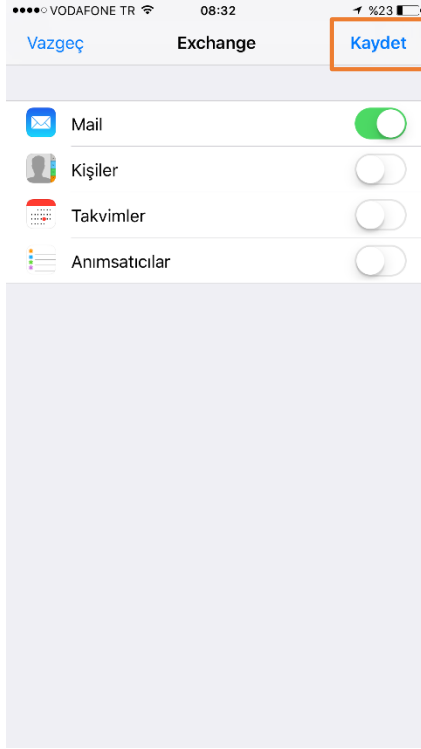 VODAFONE TR 08:32 %23
Vazgeç Exchange Kaydet
Mail
Kişiler
Takvimler
Anımsatıcılar